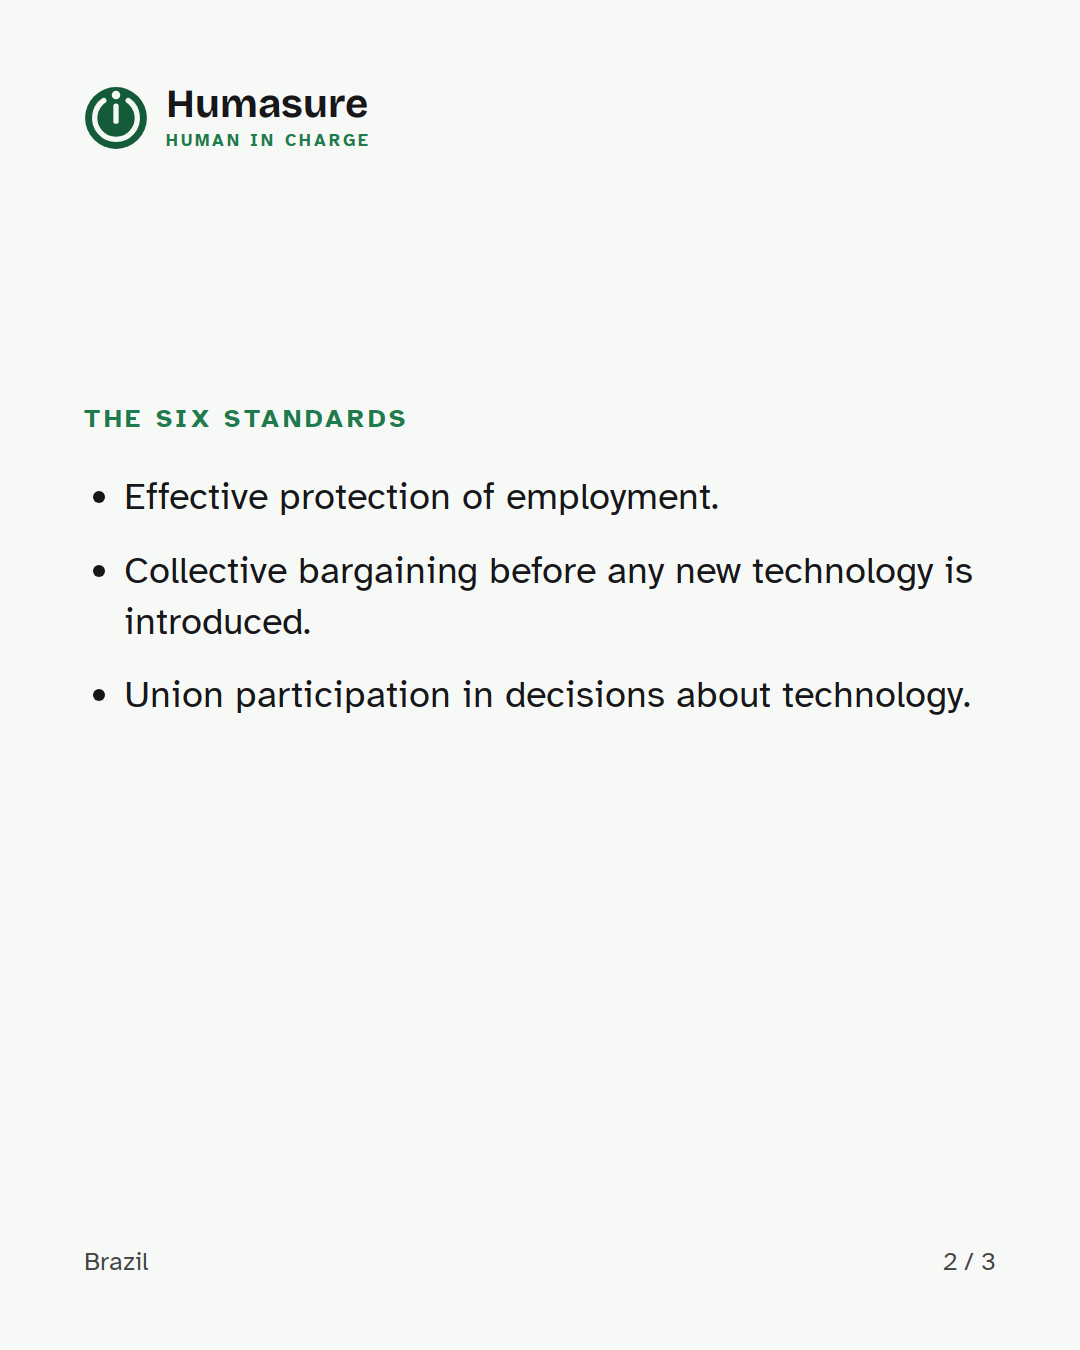 Humasure
HUMAN IN CHARGE
THE SIX STANDARDS
• Effective protection of employment.
• Collective bargaining before any new technology is
introduced.
• Union participation in decisions about technology.
Brazil
2 / 3